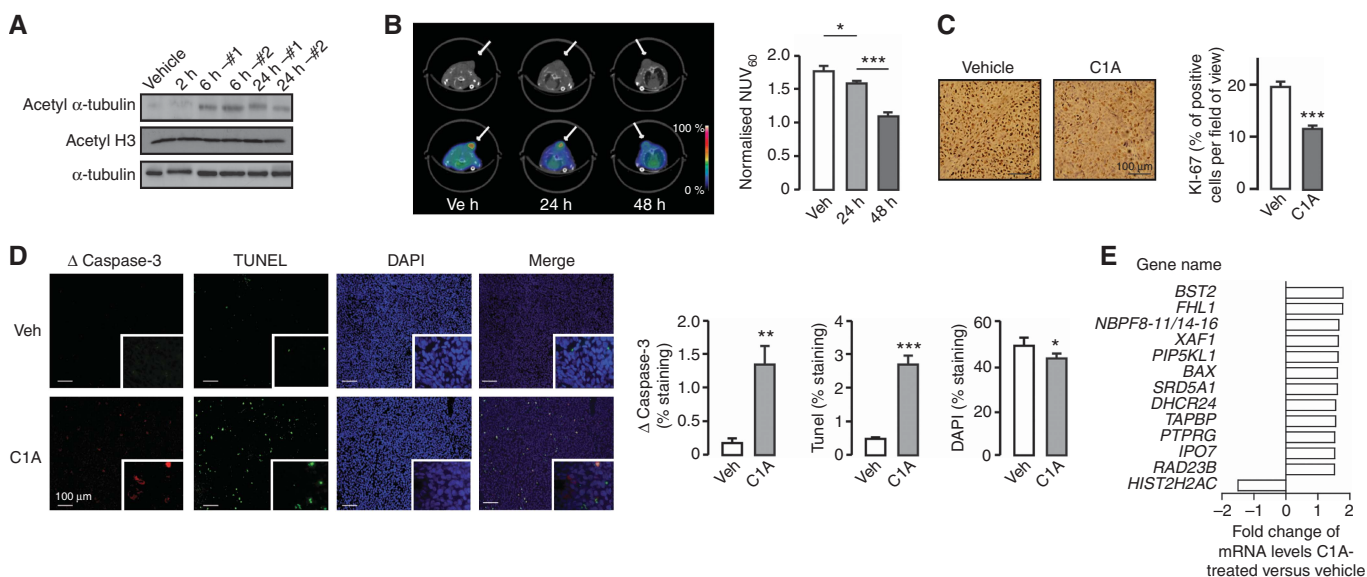 A
Vehicle
2 h
6 h –#1
6 h –#2
24 h –#1
24 h –#2
Acetyl α-tubulin
Acetyl H3
α-tubulin
B
100 %
0 %
Ve h
24 h
48 h
Normalised NUV60
2.0
1.5
1.0
0.5
0
*
***
Veh
24 h
48 h
C
Vehicle
C1A
100 µm
KI-67 (% of positive
cells per field of view)
20
10
0
***
Veh
C1A
D
Δ Caspase-3
TUNEL
DAPI
Merge
Veh
C1A
100 µm
Δ Caspase-3
(% staining)
2.0
1.5
1.0
0.5
0
**
Veh
C1A
Tunel (% staining)
4
3
2
1
0
***
Veh
C1A
DAPI (% staining)
60
40
20
0
*
Veh
C1A
E
Gene name
BST2
FHL1
NBPF8-11/14-16
XAF1
PIP5KL1
BAX
SRD5A1
DHCR24
TAPBP
PTPRG
IPO7
RAD23B
HIST2H2AC
–2
–1
0
1
2
Fold change of
mRNA levels C1A-
treated versus vehicle